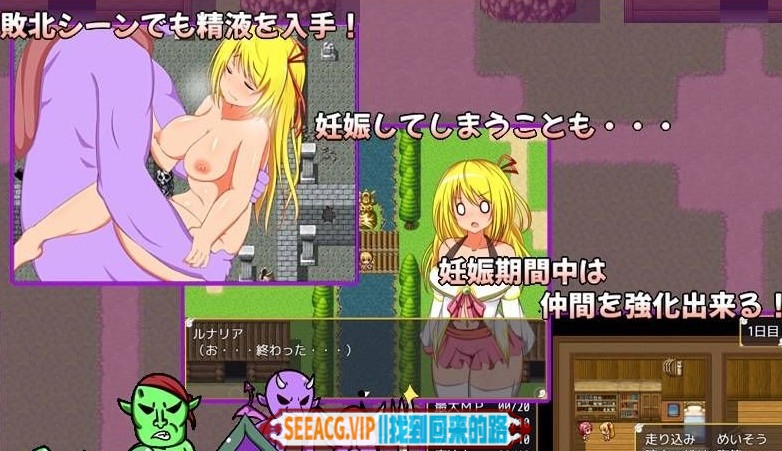 敗北シーンでも精液を入手！
妊娠してしまうことも・・・
妊娠期間中は
仲間を強化出来る！
ルナリア
（お・・・終わった・・・）
1日目
SEEACG.VIP||找到回来的路
走り込み めいそう